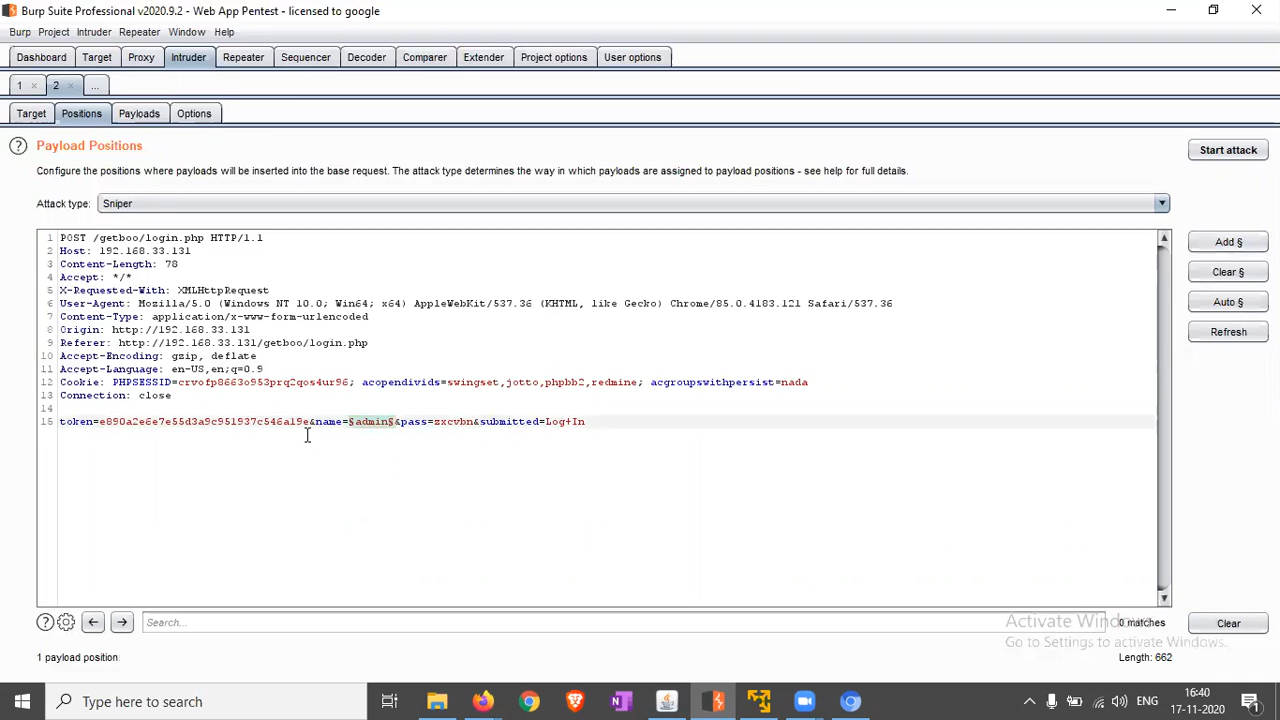 Burp Suite Professional v2020.9.2 - Web App Pentest - licensed to google
Burp Project Intruder Repeater Window Help
Dashboard Target Proxy Intruder Repeater Sequencer Decoder Comparer Extender Project options User options
1 × 2 × ...
Target Positions Payloads Options
? Payload Positions
Start attack
Configure the positions where payloads will be inserted into the base request. The attack type determines the way in which payloads are assigned to payload positions - see help for full details.
Attack type: Sniper
1 POST /getboo/login.php HTTP/1.1
2 Host: 192.168.33.131
3 Content-Length: 78
4 Accept: */*
5 X-Requested-With: XMLHttpRequest
6 User-Agent: Mozilla/5.0 (Windows NT 10.0; Win64; x64) AppleWebKit/537.36 (KHTML, like Gecko) Chrome/85.0.4183.121 Safari/537.36
7 Content-Type: application/x-www-form-urlencoded
8 Origin: http://192.168.33.131
9 Referer: http://192.168.33.131/getboo/login.php
10 Accept-Encoding: gzip, deflate
11 Accept-Language: en-US,en;q=0.9
12 Cookie: PHPSESSID=crvofp8663o953prq2qos4ur96; acopendivids=swingset,jotto,phpbb2,redmine; acgroupswithpersist=nada
13 Connection: close
14
15 token=e890a2e6e7e55d3a9c951937c546a19e&name=§admin§&pass=zxcvbn&submitted=Log+In
Add §
Clear §
Auto §
Refresh
? Search... 0 matches Clear
Activate Windows
Go to Settings to activate Windows.
1 payload position
Length: 662
Type here to search
ENG
16:40
17-11-2020
1